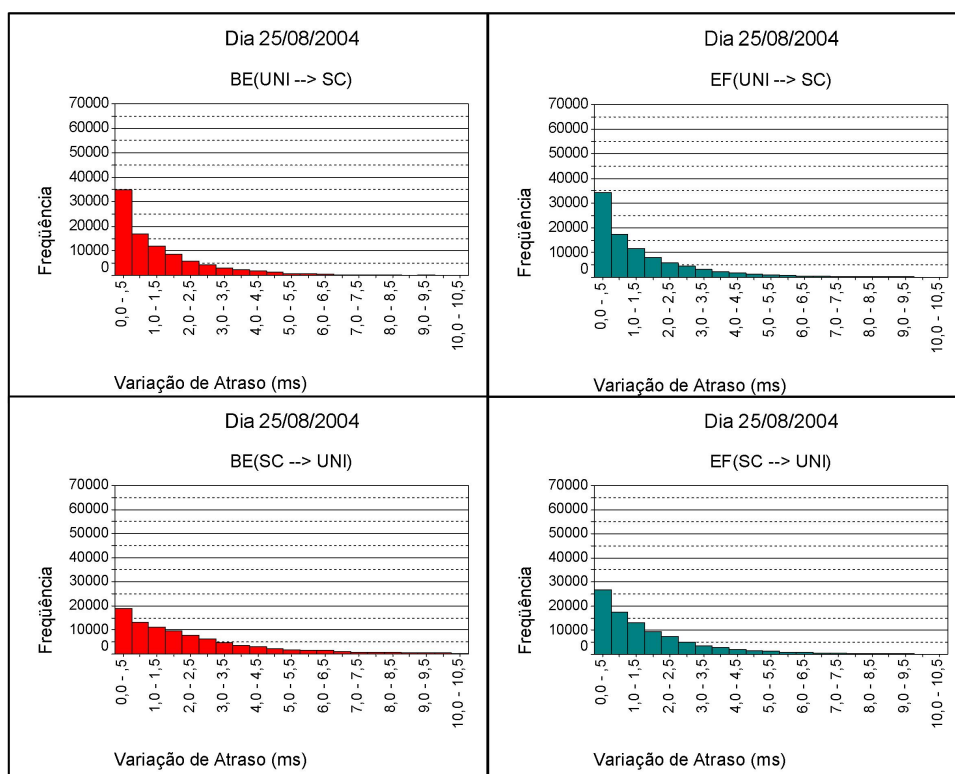 Dia 25/08/2004
BE(UNI --> SC)
Freqüência
70000
60000
50000
40000
30000
20000
10000
0
0,0 - ,5
1,0 - 1,5
2,0 - 2,5
3,0 - 3,5
4,0 - 4,5
5,0 - 5,5
6,0 - 6,5
7,0 - 7,5
8,0 - 8,5
9,0 - 9,5
10,0 - 10,5
Variação de Atraso (ms)
Dia 25/08/2004
EF(UNI --> SC)
Freqüência
70000
60000
50000
40000
30000
20000
10000
0
0,0 - ,5
1,0 - 1,5
2,0 - 2,5
3,0 - 3,5
4,0 - 4,5
5,0 - 5,5
6,0 - 6,5
7,0 - 7,5
8,0 - 8,5
9,0 - 9,5
10,0 - 10,5
Variação de Atraso (ms)
Dia 25/08/2004
BE(SC --> UNI)
Freqüência
70000
60000
50000
40000
30000
20000
10000
0
0,0 - ,5
1,0 - 1,5
2,0 - 2,5
3,0 - 3,5
4,0 - 4,5
5,0 - 5,5
6,0 - 6,5
7,0 - 7,5
8,0 - 8,5
9,0 - 9,5
10,0 - 10,5
Variação de Atraso (ms)
Dia 25/08/2004
EF(SC --> UNI)
Freqüência
70000
60000
50000
40000
30000
20000
10000
0
0,0 - ,5
1,0 - 1,5
2,0 - 2,5
3,0 - 3,5
4,0 - 4,5
5,0 - 5,5
6,0 - 6,5
7,0 - 7,5
8,0 - 8,5
9,0 - 9,5
10,0 - 10,5
Variação de Atraso (ms)